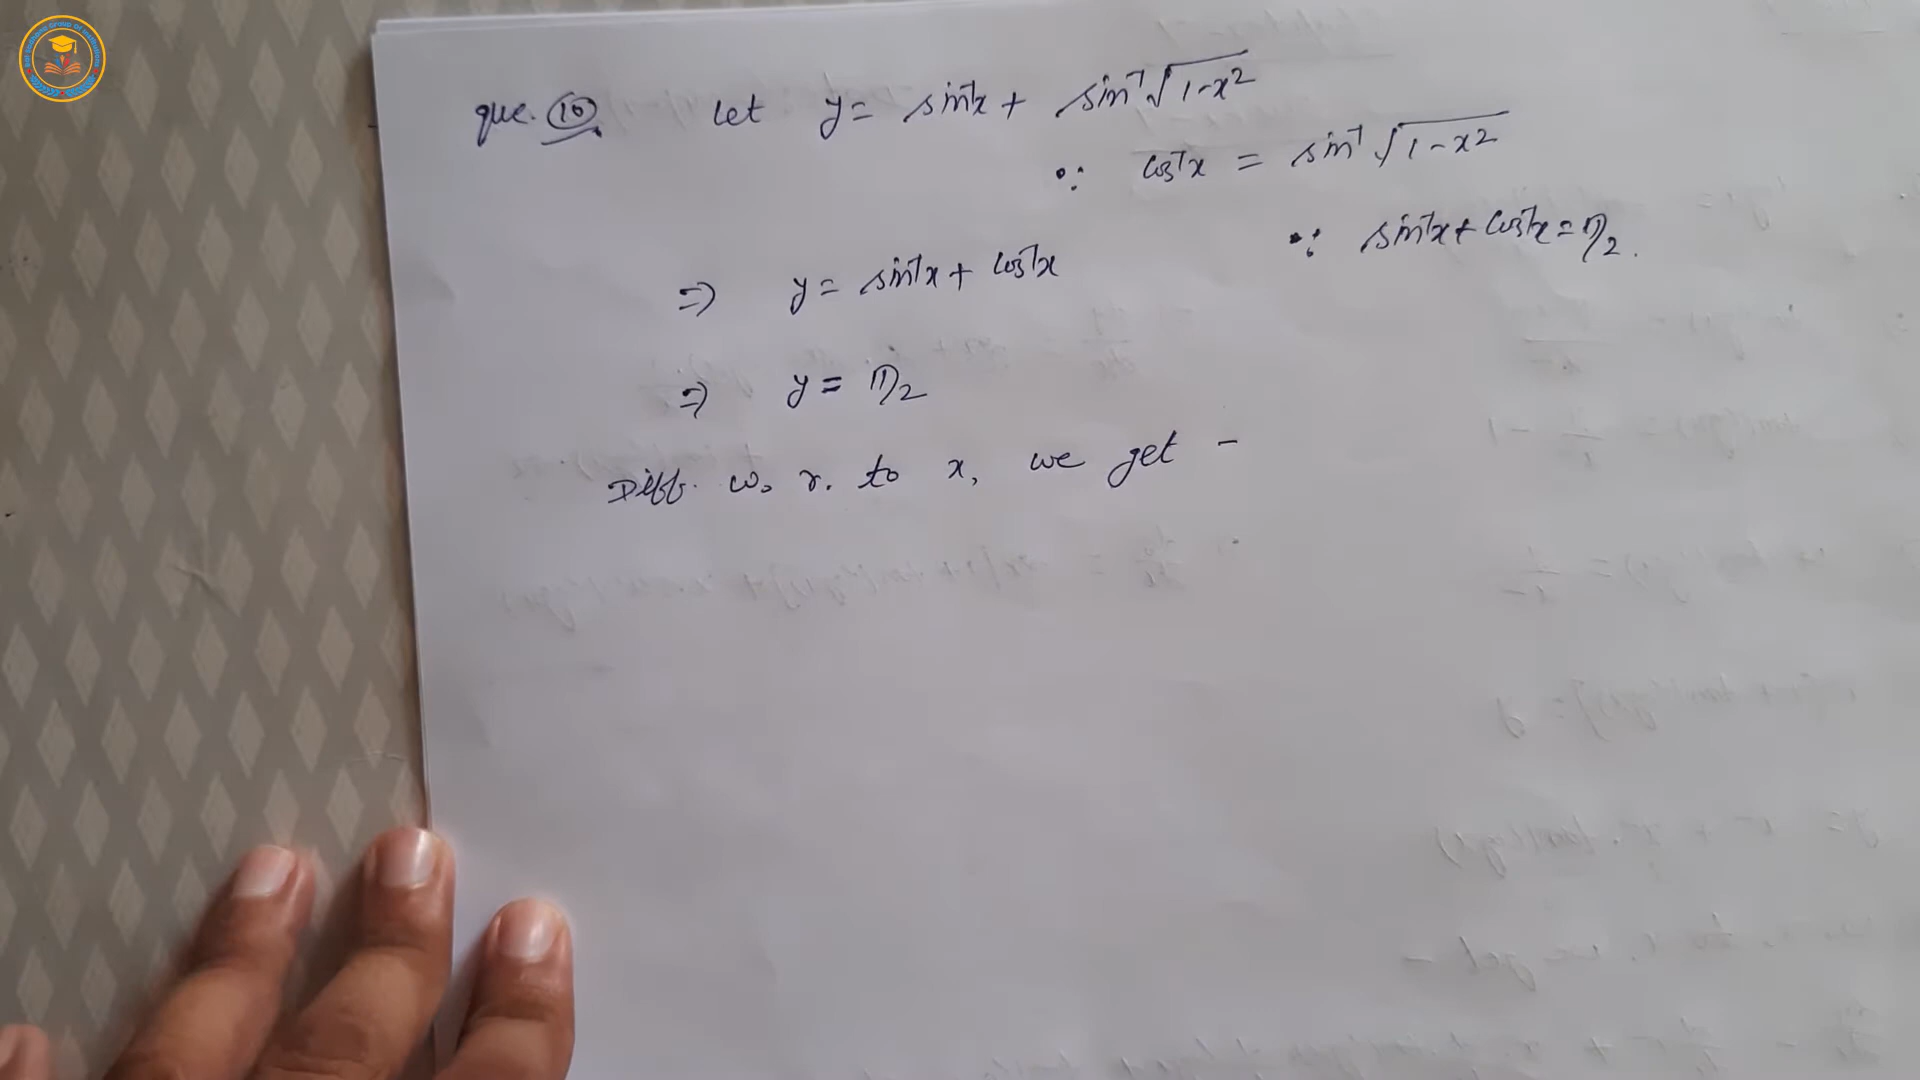 que. 10 Let y = sin⁻¹x + sin⁻¹√1-x²
∵ cos⁻¹x = sin⁻¹√1-x²
∵ sin⁻¹x + cos⁻¹x = π/2.
⇒ y = sin⁻¹x + cos⁻¹x
⇒ y = π/2
Diff. w. r. to x, we get -